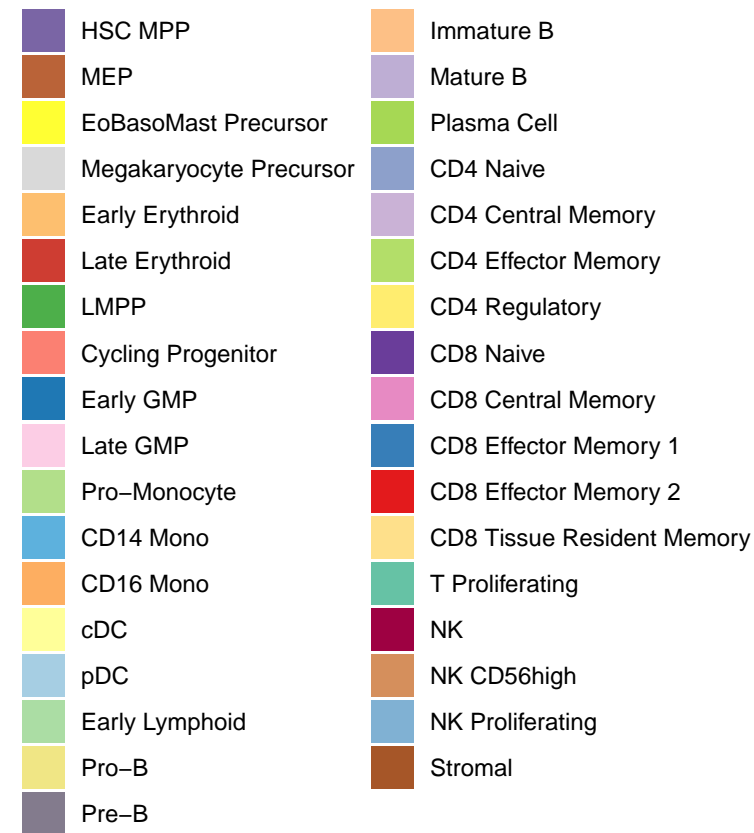 HSC MPP
MEP
EoBasoMast Precursor
Megakaryocyte Precursor
Early Erythroid
Late Erythroid
LMPP
Cycling Progenitor
Early GMP
Late GMP
Pro−Monocyte
CD14 Mono
CD16 Mono
cDC
pDC
Early Lymphoid
Pro−B
Pre−B
Immature B
Mature B
Plasma Cell
CD4 Naive
CD4 Central Memory
CD4 Effector Memory
CD4 Regulatory
CD8 Naive
CD8 Central Memory
CD8 Effector Memory 1
CD8 Effector Memory 2
CD8 Tissue Resident Memory
T Proliferating
NK
NK CD56high
NK Proliferating
Stromal